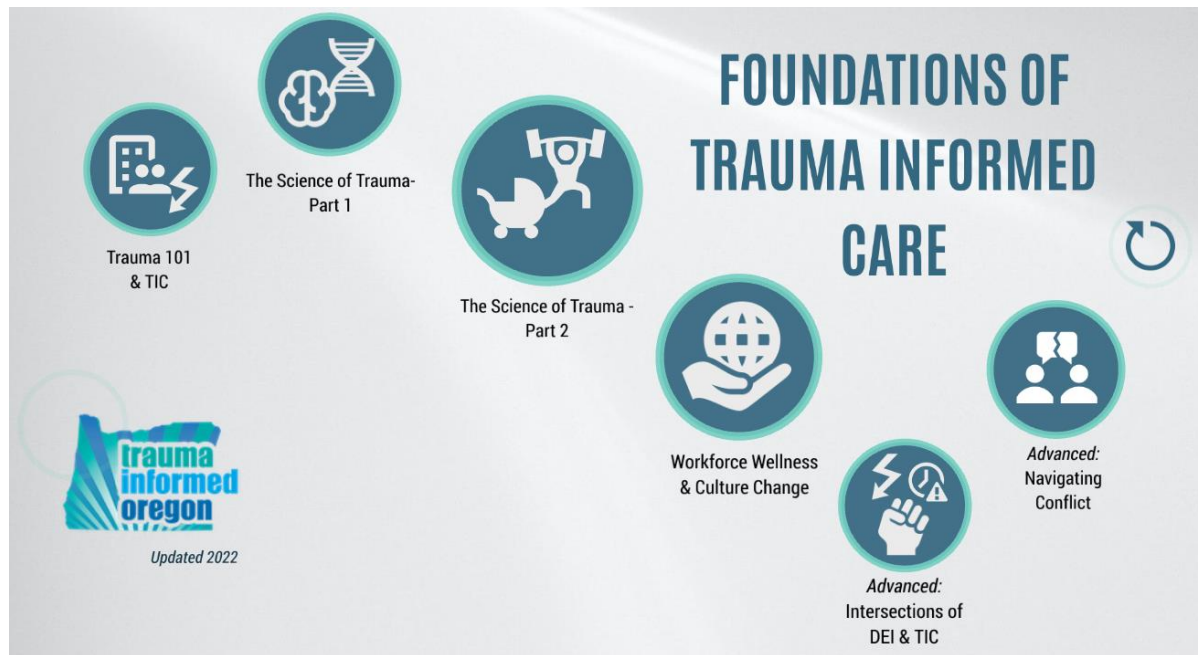 FOUNDATIONS OF
TRAUMA INFORMED
CARE
Trauma 101
& TIC
The Science of Trauma-
Part 1
The Science of Trauma -
Part 2
Workforce Wellness
& Culture Change
Advanced:
Intersections of
DEI & TIC
Advanced:
Navigating
Conflict
trauma
informed
oregon
Updated 2022